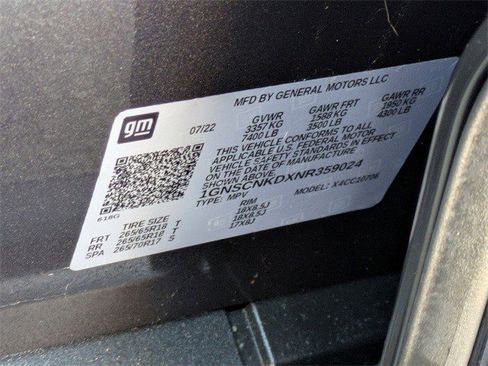 gm
MFD BY GENERAL MOTORS LLC
07/22 GVWR GAWR FRT GAWR RR
3357 KG 1588 KG 1950 KG
7400 LB 3500 LB 4300 LB
THIS VEHICLE CONFORMS TO ALL
APPLICABLE U.S. FEDERAL MOTOR
VEHICLE SAFETY STANDARDS IN EFFECT
ON THE DATE OF MANUFACTURE
SHOWN ABOVE.
1GNSCNKDXNR359024
TYPE: MPV MODEL: X4CC10706
618G
TIRE SIZE RIM
FRT 265/65R18 T 18X8.5J
RR 265/65R18 T 18X8.5J
SPA 265/70R17 S 17X8J